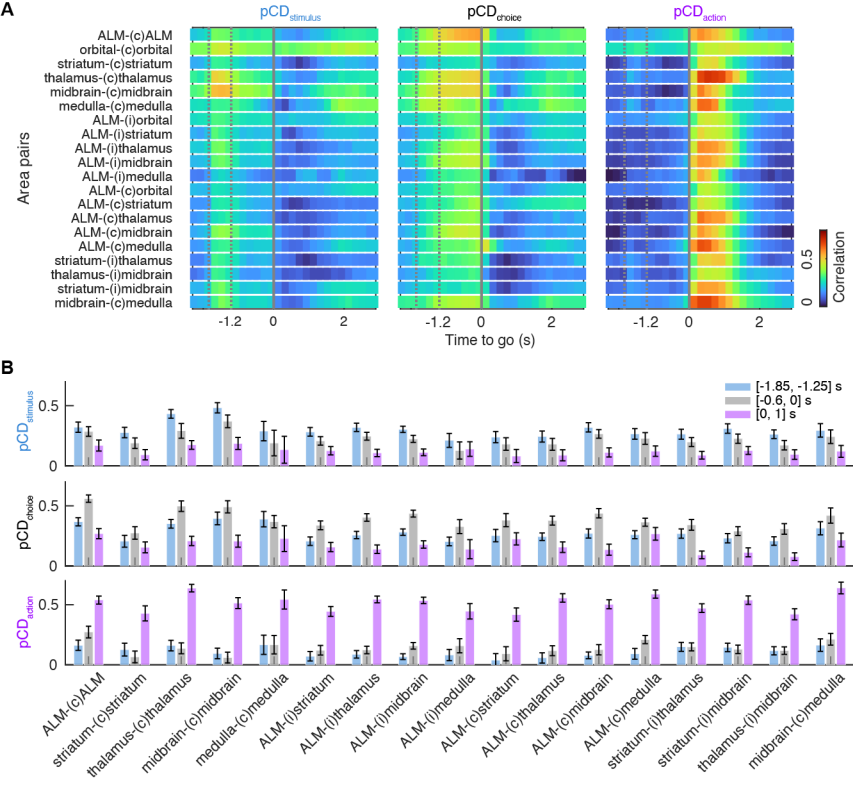 A
pCDstimulus
pCDchoice
pCDaction
ALM-(c)ALM
orbital-(c)orbital
striatum-(c)striatum
thalamus-(c)thalamus
midbrain-(c)midbrain
medulla-(c)medulla
ALM-(i)orbital
ALM-(i)striatum
ALM-(i)thalamus
ALM-(i)midbrain
ALM-(i)medulla
ALM-(c)orbital
ALM-(c)striatum
ALM-(c)thalamus
ALM-(c)midbrain
ALM-(c)medulla
striatum-(i)thalamus
thalamus-(i)midbrain
striatum-(i)midbrain
midbrain-(c)medulla
Area pairs
-1.2 0 2
-1.2 0 2
-1.2 0 2
Time to go (s)
0 0.5
Correlation
B
pCDstimulus
0.5
0
[-1.85, -1.25] s
[-0.6, 0] s
[0, 1] s
pCDchoice
0.5
0
pCDaction
0.5
0
ALM-(c)ALM
striatum-(c)striatum
thalamus-(c)thalamus
midbrain-(c)midbrain
medulla-(c)medulla
ALM-(i)striatum
ALM-(i)thalamus
ALM-(i)midbrain
ALM-(i)medulla
ALM-(c)striatum
ALM-(c)thalamus
ALM-(c)midbrain
ALM-(c)medulla
striatum-(i)thalamus
striatum-(i)midbrain
thalamus-(i)midbrain
midbrain-(c)medulla